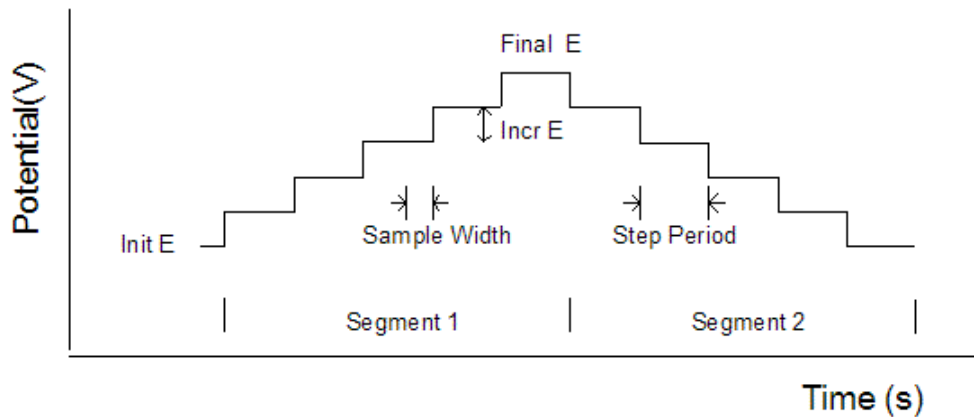 Final E
Potential(V)
Incr E
Sample Width
Step Period
Init E
Segment 1
Segment 2
Time (s)